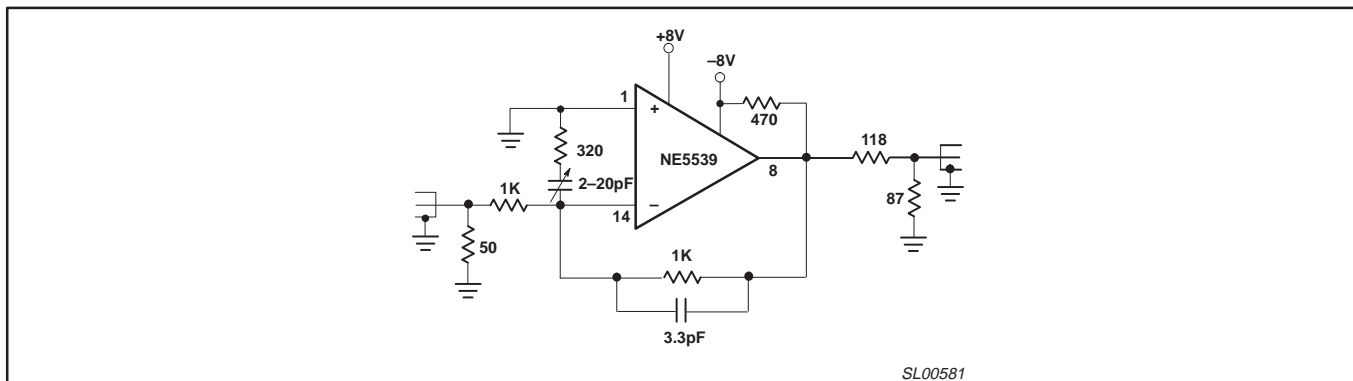 +8V
–8V
1
+
470
118
320
NE5539
8
2–20pF
1K
87
14
–
50
1K
3.3pF
SL00581